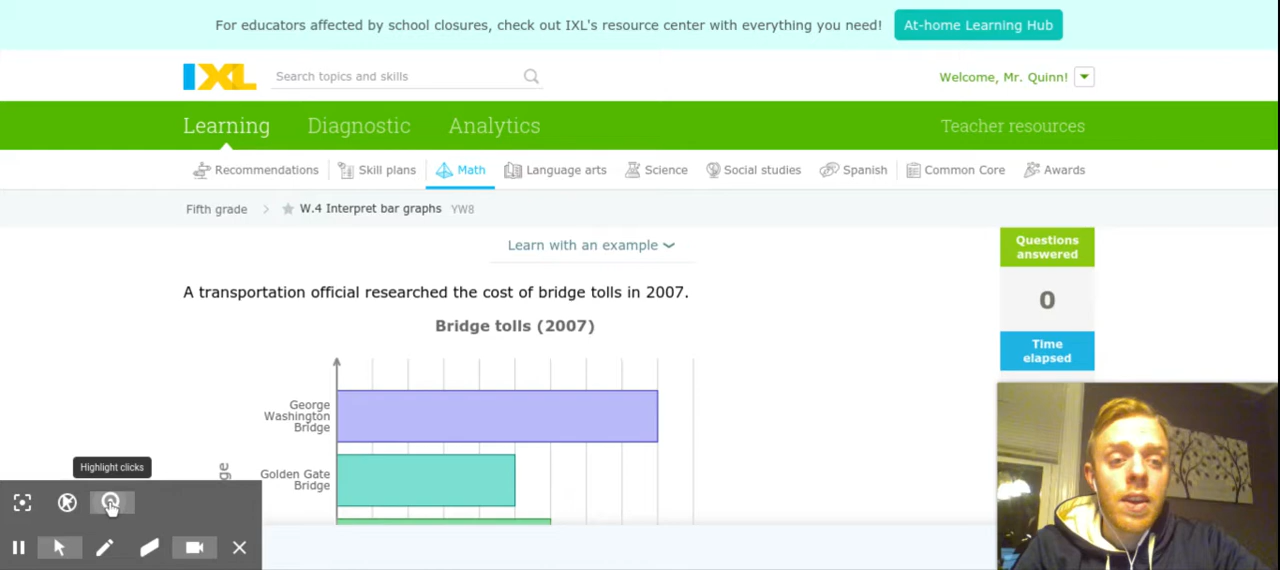 For educators affected by school closures, check out IXL's resource center with everything you need! At-home Learning Hub
IXL Search topics and skills Welcome, Mr. Quinn!
Learning Diagnostic Analytics Teacher resources
Recommendations Skill plans Math Language arts Science Social studies Spanish Common Core Awards
Fifth grade W.4 Interpret bar graphs YW8
Learn with an example
Questions
answered
0
Time
elapsed
A transportation official researched the cost of bridge tolls in 2007.
Bridge tolls (2007)
George
Washington
Bridge
Golden Gate
Bridge
Highlight clicks